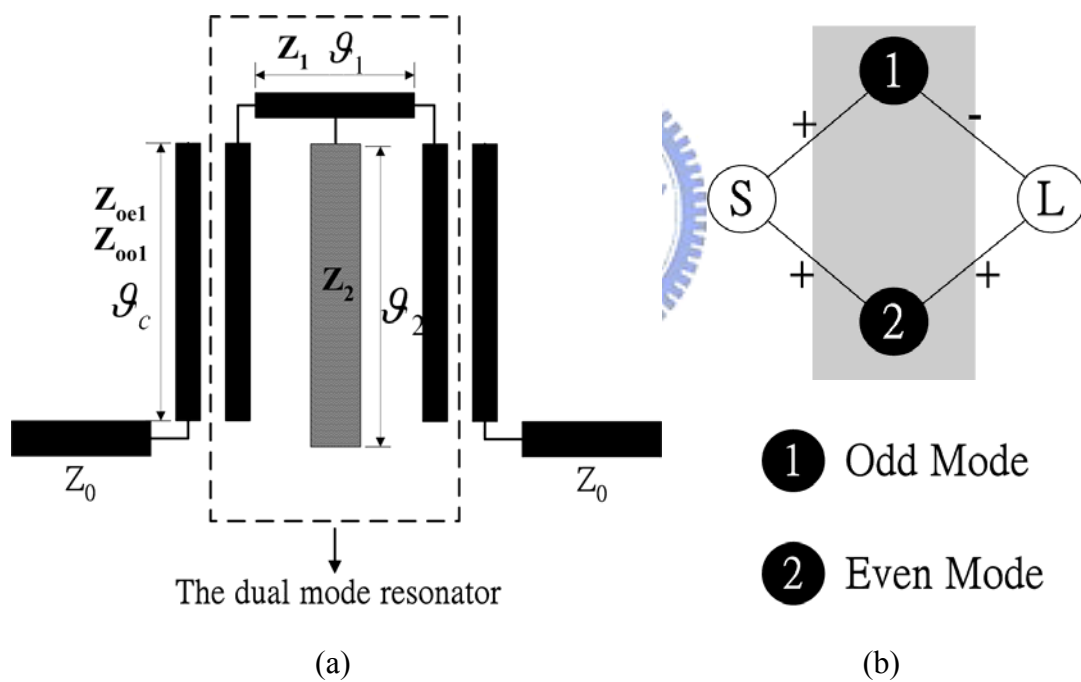 Z₁ 𝜗₁
Zₒₑ₁
Zₒₒ₁
𝜗c
Z₂
𝜗₂
Z₀
Z₀
The dual mode resonator
(a)
1
+
-
S
L
+
+
2
1 Odd Mode
2 Even Mode
(b)